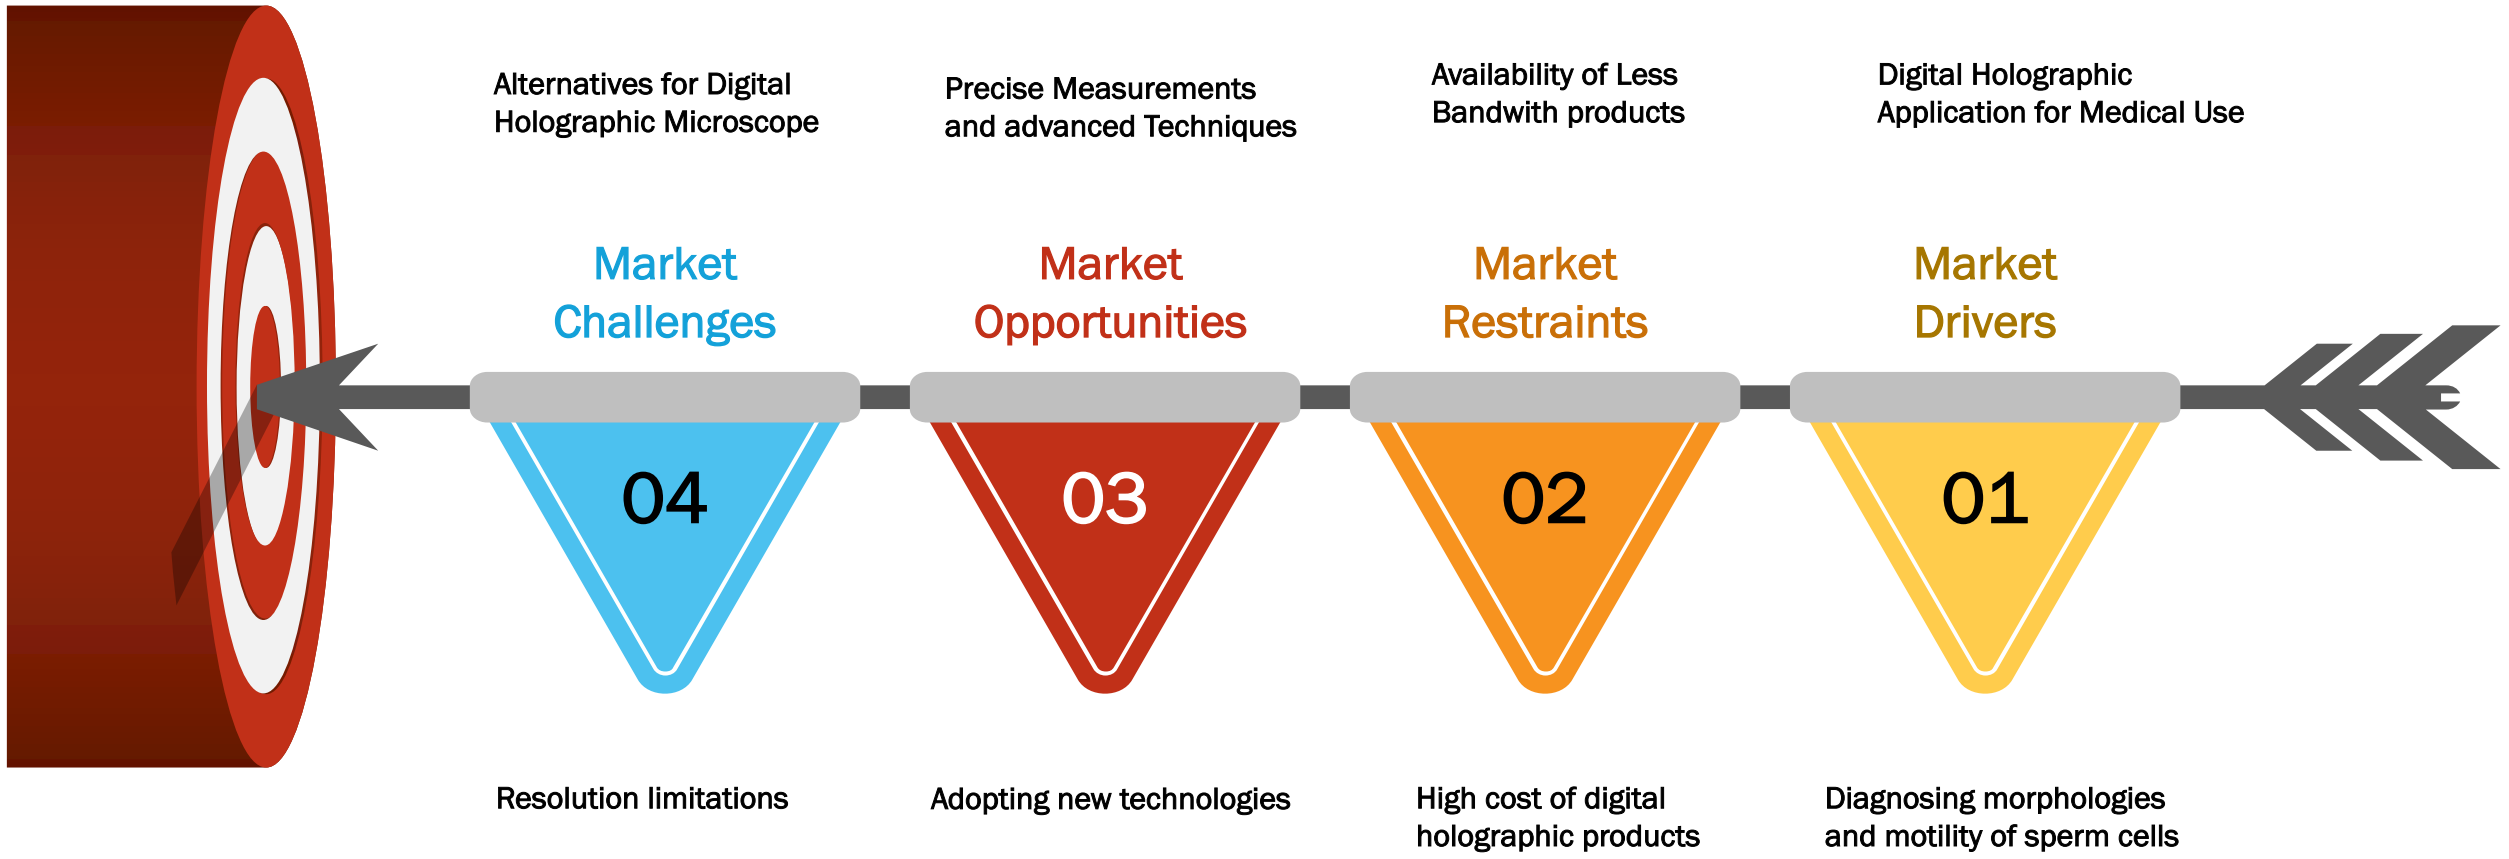 Alternatives for Digital
Holographic Microscope
Precise Measurements
and advanced Techniques
Availability of Less
Bandwith products
Digital Holographic
Application for Medical Use
Market
Challenges
Market
Opportunities
Market
Restraints
Market
Drivers
04
03
02
01
Resolution limitations
Adopting new technologies
High cost of digital
holographic products
Diagnosing morphologies
and motility of sperm cells